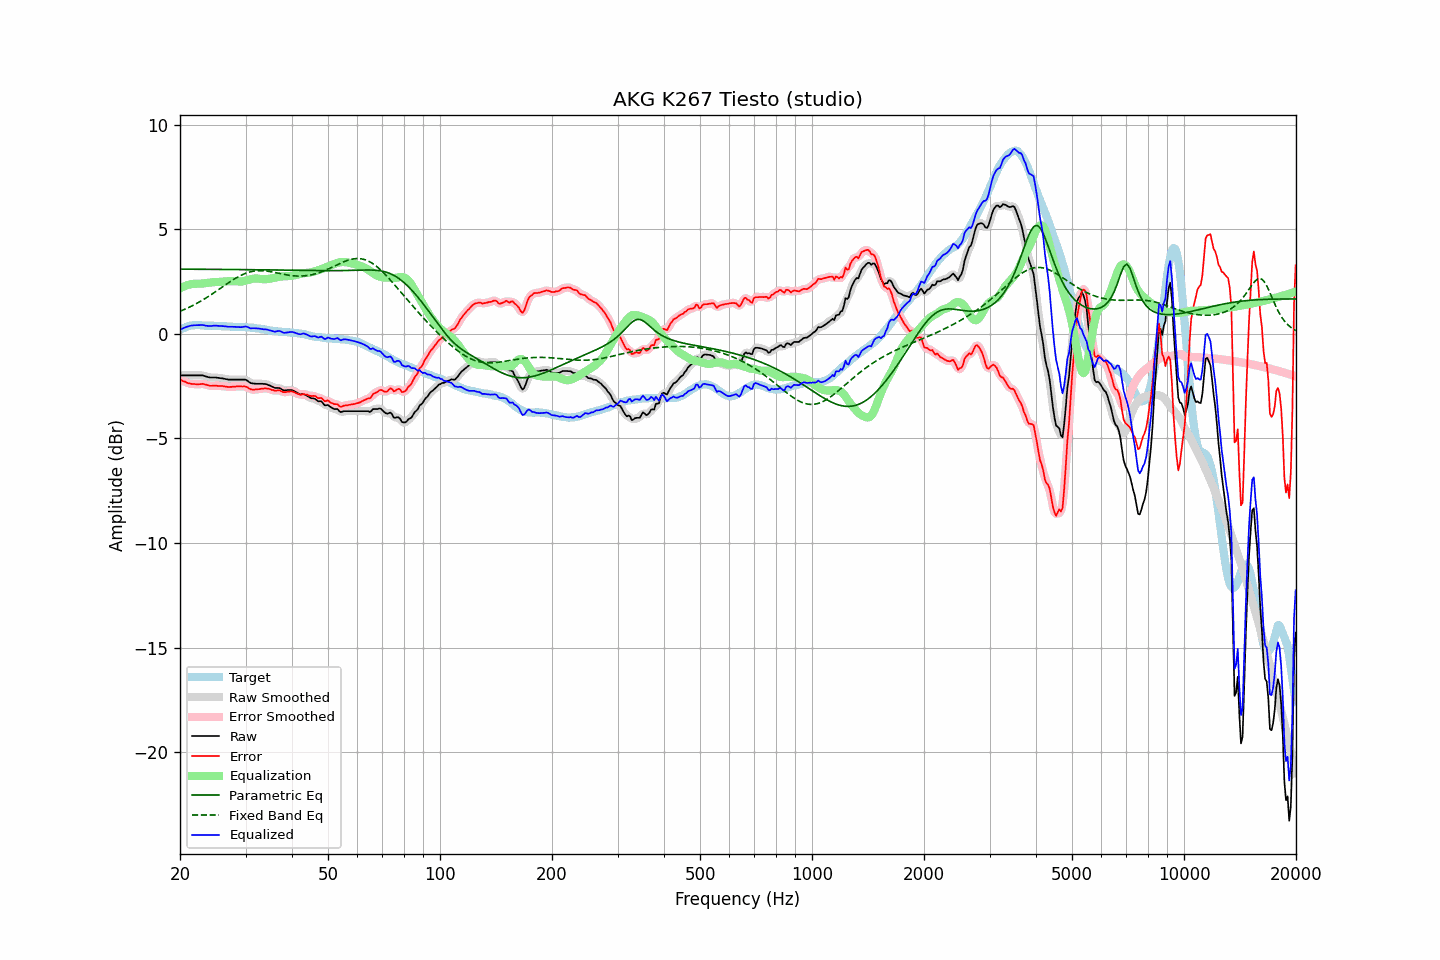 AKG K267 Tiesto (studio)
10
5
0
−5
−10
−15
−20
Amplitude (dBr)
Target
Raw Smoothed
Error Smoothed
Raw
Error
Equalization
Parametric Eq
Fixed Band Eq
Equalized
20 50 100 200 500 1000 2000 5000 10000 20000
Frequency (Hz)